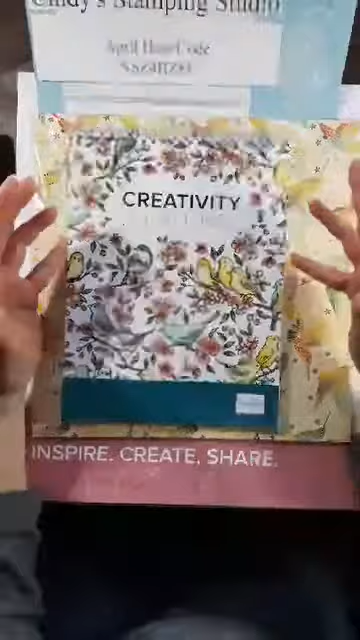 Cindy's Stamping Studio
April Host Code
CREATIVITY
INSPIRE. CREATE, SHARE.